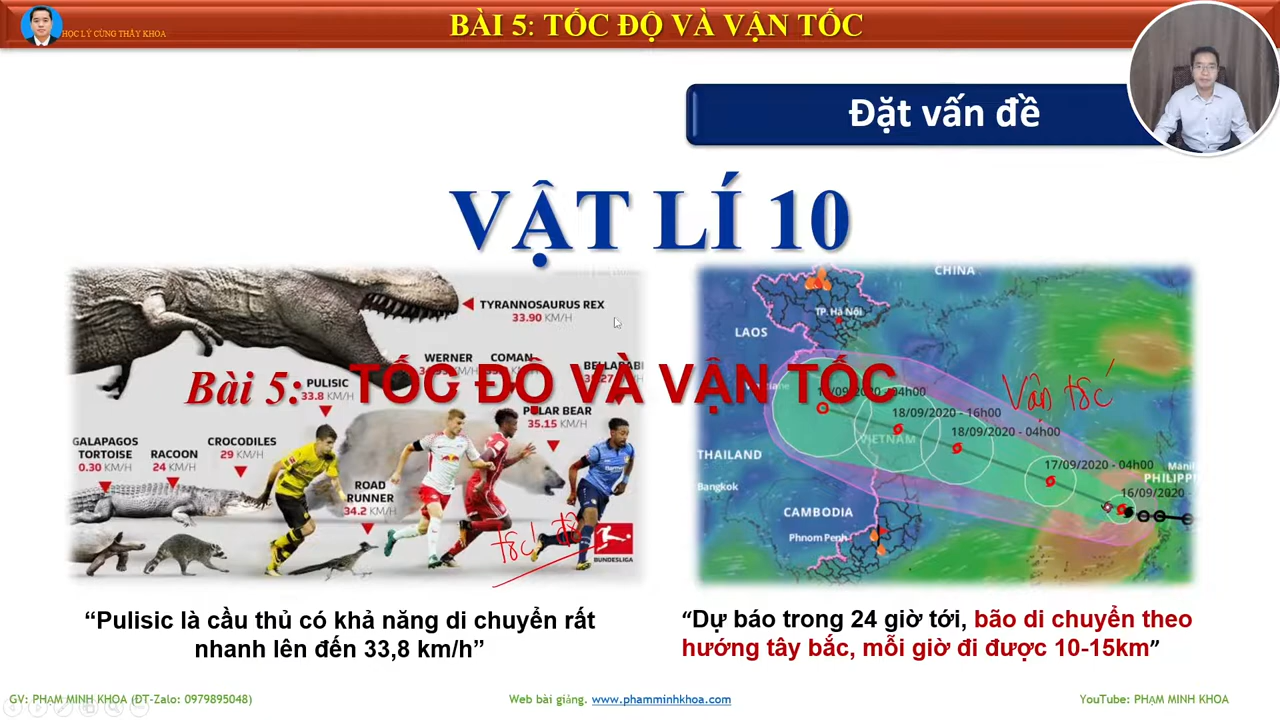 HỌC LÝ CÙNG THẦY KHOA
BÀI 5: TỐC ĐỘ VÀ VẬN TỐC
Đặt vấn đề
VẬT LÍ 10
Bài 5: TỐC ĐỘ VÀ VẬN TỐC
TYRANNOSAURUS REX
33.90 KM/H
WERNER
COMAN
PULISIC
33.8 KM/H
POLAR BEAR
35.15 KM/H
GALAPAGOS
TORTOISE
0.30 KM/H
RACOON
24 KM/H
CROCODILES
29 KM/H
ROAD
RUNNER
34.2 KM/H
tốc độ
BUNDESLIGA
CHINA
TP. Hà Nội
LAOS
Vận tốc
04h00
18/09/2020 - 16h00
18/09/2020 - 04h00
VIETNAM
THAILAND
17/09/2020 - 04h00
Bangkok
16/09/2020
CAMBODIA
Phnom Penh
“Pulisic là cầu thủ có khả năng di chuyển rất
nhanh lên đến 33,8 km/h”
“Dự báo trong 24 giờ tới, bão di chuyển theo
hướng tây bắc, mỗi giờ đi được 10-15km”
GV: PHẠM MINH KHOA (ĐT-Zalo: 0979895048)
Web bài giảng. www.phamminhkhoa.com
YouTube: PHẠM MINH KHOA